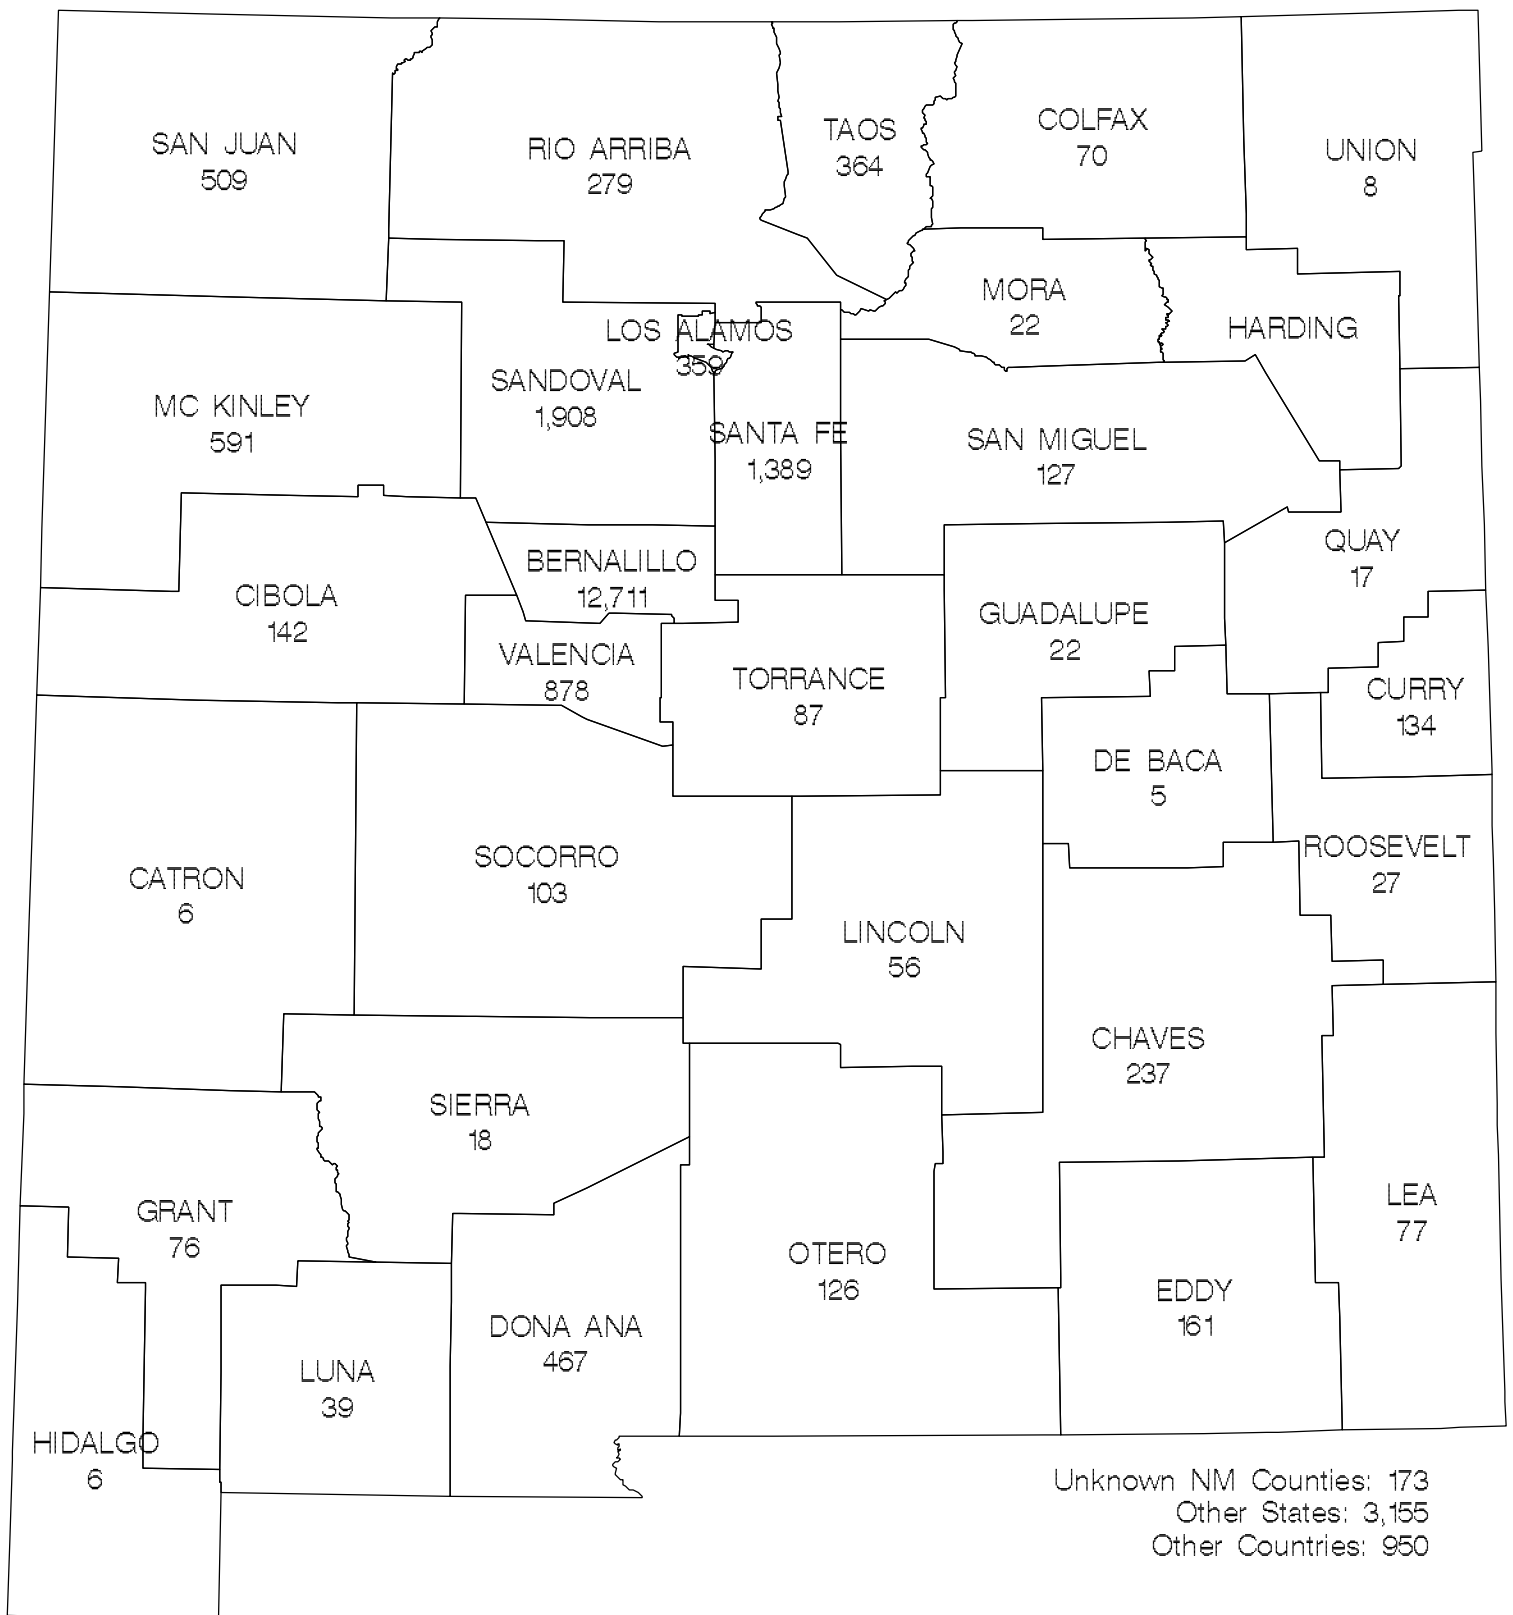 SAN JUAN
509
RIO ARRIBA
279
TAOS
364
COLFAX
70
UNION
8
MORA
22
HARDING
LOS ALAMOS
359
SANDOVAL
1,908
MC KINLEY
591
SANTA FE
1,389
SAN MIGUEL
127
QUAY
17
BERNALILLO
12,711
CIBOLA
142
GUADALUPE
22
VALENCIA
878
TORRANCE
87
CURRY
134
DE BACA
5
ROOSEVELT
27
SOCORRO
103
CATRON
6
LINCOLN
56
CHAVES
237
SIERRA
18
LEA
77
GRANT
76
OTERO
126
EDDY
161
DONA ANA
467
LUNA
39
HIDALGO
6
Unknown NM Counties: 173
Other States: 3,155
Other Countries: 950